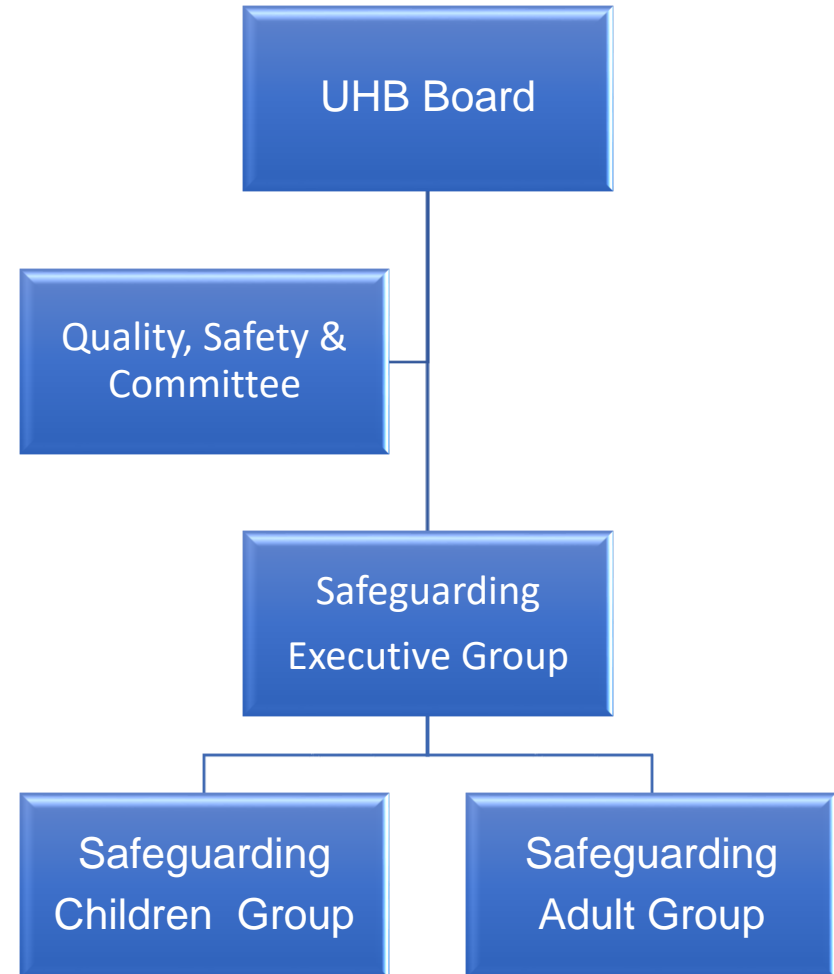 UHB Board
Quality, Safety &
Committee
Safeguarding
Executive Group
Safeguarding
Children  Group
Safeguarding
Adult Group